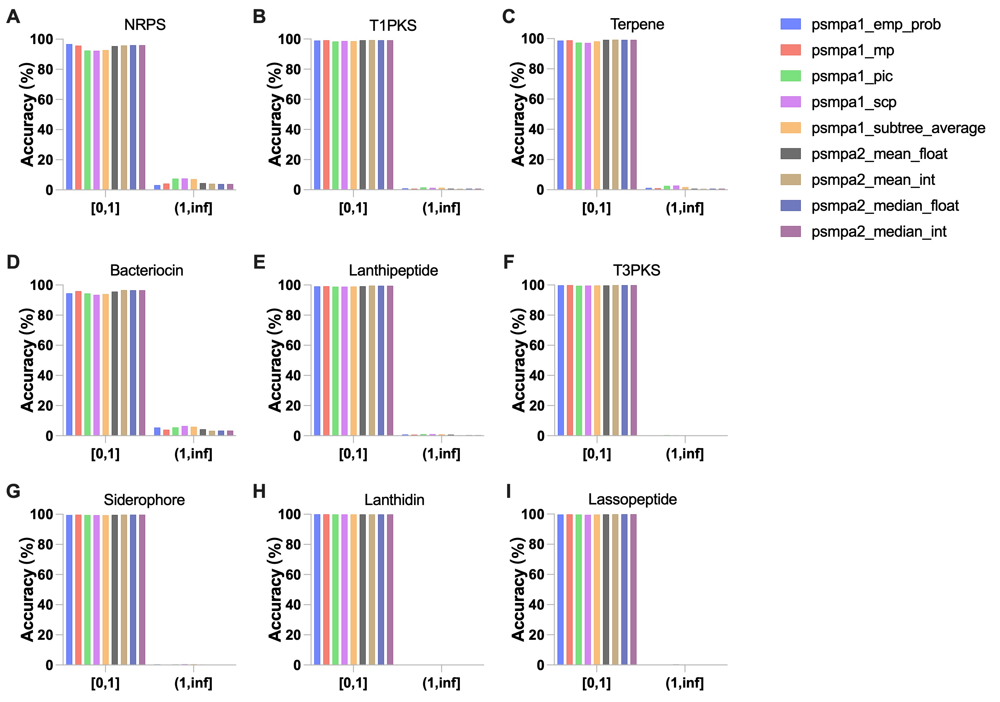 A
NRPS
Accuracy (%)
100
80
60
40
20
0
[0,1]
(1,inf]
B
T1PKS
Accuracy (%)
100
80
60
40
20
0
[0,1]
(1,inf]
C
Terpene
Accuracy (%)
100
80
60
40
20
0
[0,1]
(1,inf]
psmpa1_emp_prob
psmpa1_mp
psmpa1_pic
psmpa1_scp
psmpa1_subtree_average
psmpa2_mean_float
psmpa2_mean_int
psmpa2_median_float
psmpa2_median_int
D
Bacteriocin
Accuracy (%)
100
80
60
40
20
0
[0,1]
(1,inf]
E
Lanthipeptide
Accuracy (%)
100
80
60
40
20
0
[0,1]
(1,inf]
F
T3PKS
Accuracy (%)
100
80
60
40
20
0
[0,1]
(1,inf]
G
Siderophore
Accuracy (%)
100
80
60
40
20
0
[0,1]
(1,inf]
H
Lanthidin
Accuracy (%)
100
80
60
40
20
0
[0,1]
(1,inf]
I
Lassopeptide
Accuracy (%)
100
80
60
40
20
0
[0,1]
(1,inf]